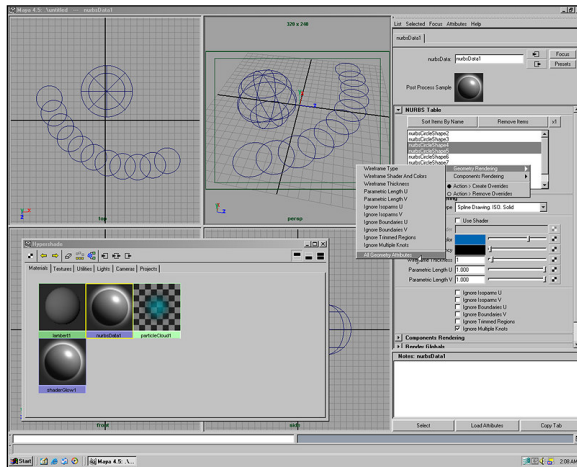 Maya 4.5: .\untitled --- nurbsData1
320 x 240
List Selected Focus Attributes Help
nurbsData1
nurbsData: nurbsData1
Focus
Presets
Post Process Sample
NURBS Table
Sort Items By Name
Remove Items
x1
nurbsCircleShape2
nurbsCircleShape3
nurbsCircleShape4
nurbsCircleShape5
nurbsCircleShape6
nurbsCircleShape7
Geometry Rendering
Components Rendering
Action > Create Overrides
Action > Remove Overrides
Wireframe Type
Wireframe Shader And Colors
Wireframe Thickness
Parametric Length U
Parametric Length V
Ignore Isoparms U
Ignore Isoparms V
Ignore Boundaries U
Ignore Boundaries V
Ignore Trimmed Regions
Ignore Multiple Knots
All Geometry Attributes
top
persp
Spline Drawing. ISO. Solid
Use Shader
Parametric Length U 1.000
Parametric Length V 1.000
Ignore Isoparms U
Ignore Isoparms V
Ignore Boundaries U
Ignore Boundaries V
Ignore Trimmed Regions
Ignore Multiple Knots
Components Rendering
Render Globals
Notes: nurbsData1
Select
Load Attributes
Copy Tab
Hypershade
Materials Textures Utilities Lights Cameras Projects
lambert1
nurbsData1
particleCloud1
shaderGlow1
front
side
Start
Maya 4.5: .\...
2:08 AM